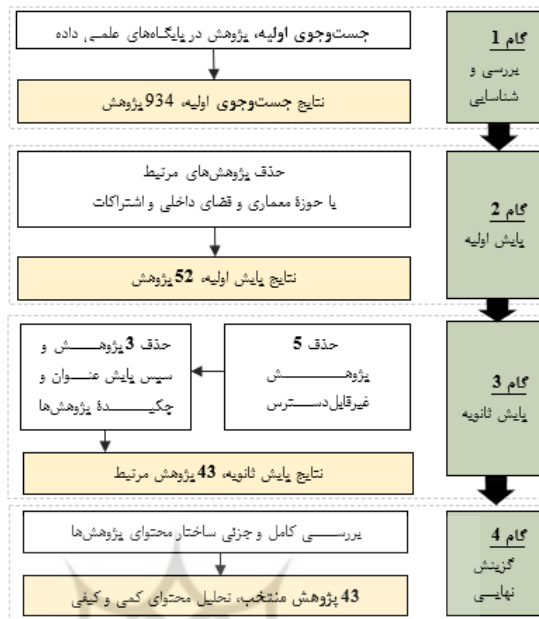 گام 1
بررسی و
شناسایی
جست‌وجوی اولیه، پژوهش در پایگاه‌های علمی داده
نتایج جست‌وجوی اولیه، 934 پژوهش
گام 2
پایش اولیه
حذف پژوهش‌های مرتبط
با حوزۀ معماری و فضای داخلی و اشتراکات
نتایج پایش اولیه، 52 پژوهش
گام 3
پایش ثانویه
حذف 5
پژوهش
غیرقابل‌دسترس
حذف 3 پژوهش و
سپس پایش عنوان و
چکیدۀ پژوهش‌ها
نتایج پایش ثانویه، 43 پژوهش مرتبط
گام 4
گزینش
نهایی
بررسی کامل و جزئی ساختار محتوای پژوهش‌ها
43 پژوهش منتخب، تحلیل محتوای کمی و کیفی